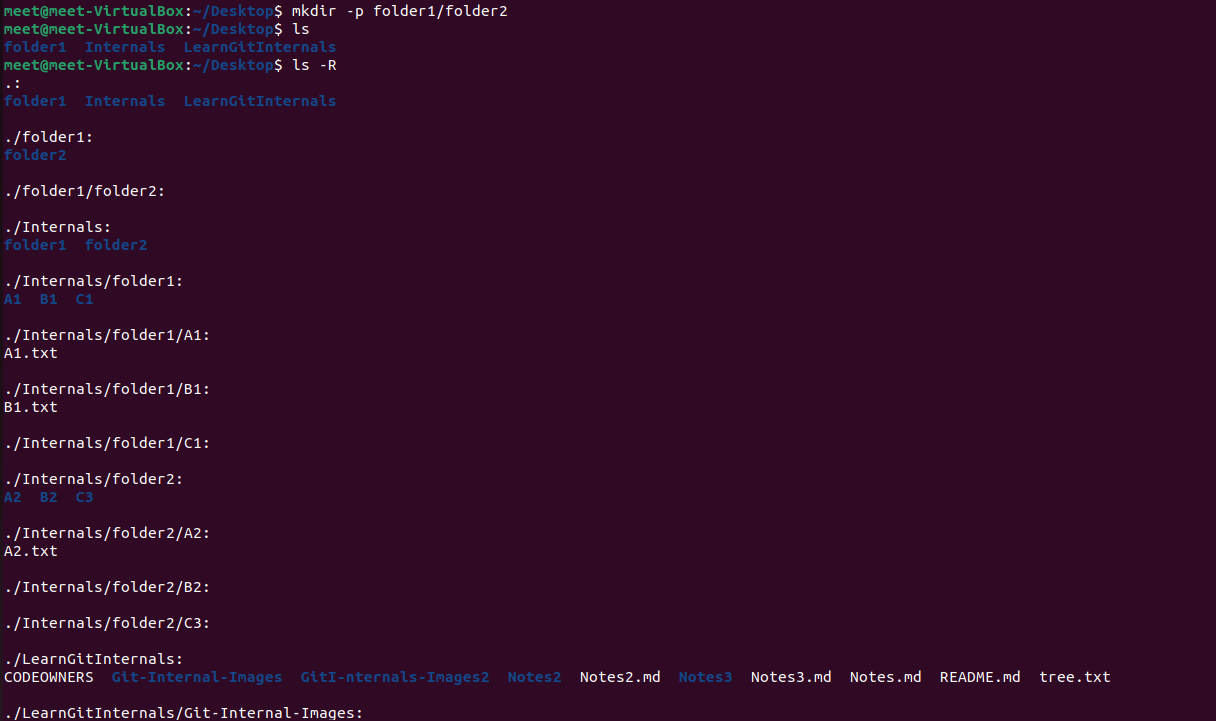 meet@meet-VirtualBox:~/Desktop$ mkdir -p folder1/folder2
meet@meet-VirtualBox:~/Desktop$ ls
folder1  Internals  LearnGitInternals
meet@meet-VirtualBox:~/Desktop$ ls -R
.:
folder1  Internals  LearnGitInternals

./folder1:
folder2

./folder1/folder2:

./Internals:
folder1  folder2

./Internals/folder1:
A1  B1  C1

./Internals/folder1/A1:
A1.txt

./Internals/folder1/B1:
B1.txt

./Internals/folder1/C1:

./Internals/folder2:
A2  B2  C3

./Internals/folder2/A2:
A2.txt

./Internals/folder2/B2:

./Internals/folder2/C3:

./LearnGitInternals:
CODEOWNERS  Git-Internal-Images  GitI-nternals-Images2  Notes2  Notes2.md  Notes3  Notes3.md  Notes.md  README.md  tree.txt

./LearnGitInternals/Git-Internal-Images: